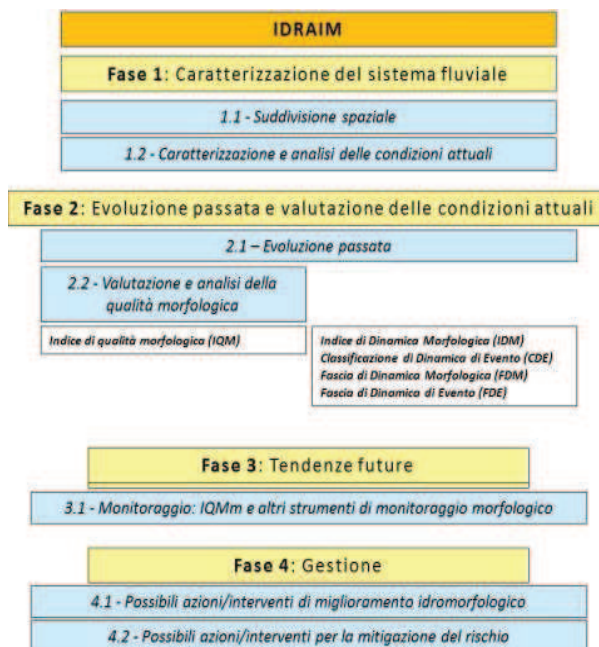 IDRAIM
Fase 1: Caratterizzazione del sistema fluviale
1.1 - Suddivisione spaziale
1.2 - Caratterizzazione e analisi delle condizioni attuali
Fase 2: Evoluzione passata e valutazione delle condizioni attuali
2.1 – Evoluzione passata
2.2 - Valutazione e analisi della
qualità morfologica
Indice di qualità morfologica (IQM)
Indice di Dinamica Morfologica (IDM)
Classificazione di Dinamica di Evento (CDE)
Fascia di Dinamica Morfologica (FDM)
Fascia di Dinamica di Evento (FDE)
Fase 3: Tendenze future
3.1 - Monitoraggio: IQMm e altri strumenti di monitoraggio morfologico
Fase 4: Gestione
4.1 - Possibili azioni/interventi di miglioramento idromorfologico
4.2 - Possibili azioni/interventi per la mitigazione del rischio